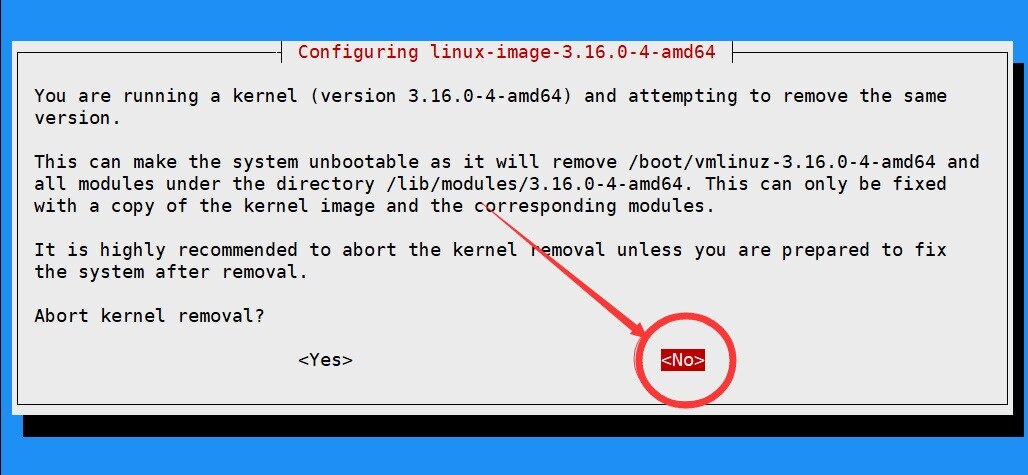 Configuring linux-image-3.16.0-4-amd64
You are running a kernel (version 3.16.0-4-amd64) and attempting to remove the same
version.
This can make the system unbootable as it will remove /boot/vmlinuz-3.16.0-4-amd64 and
all modules under the directory /lib/modules/3.16.0-4-amd64. This can only be fixed
with a copy of the kernel image and the corresponding modules.
It is highly recommended to abort the kernel removal unless you are prepared to fix
the system after removal.
Abort kernel removal?
<Yes> <No>